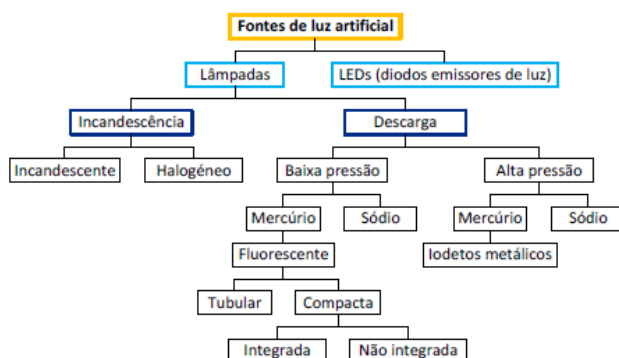 Fontes de luz artificial
Lâmpadas
LEDs (diodos emissores de luz)
Incandescência
Descarga
Incandescente
Halogéneo
Baixa pressão
Alta pressão
Mercúrio
Sódio
Mercúrio
Sódio
Fluorescente
Iodetos metálicos
Tubular
Compacta
Integrada
Não integrada